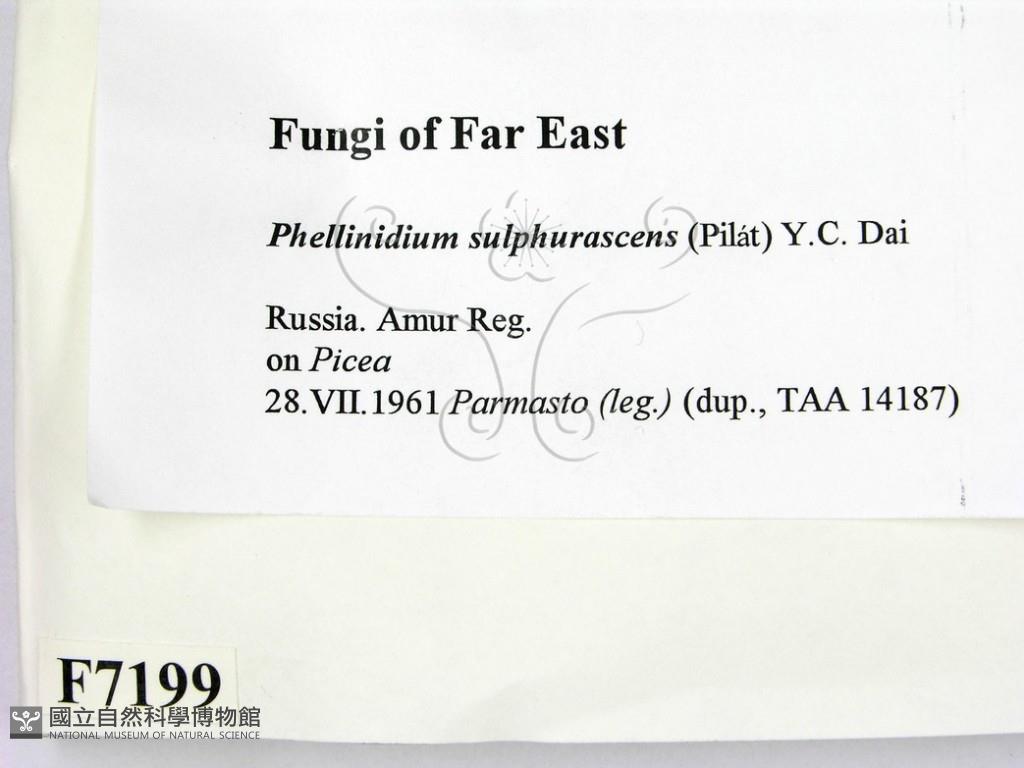 Fungi of Far East
Phellinidium sulphurascens (Pilát) Y.C. Dai
Russia. Amur Reg.
on Picea
28.VII.1961 Parmasto (leg.) (dup., TAA 14187)
F7199
國立自然科學博物館
NATIONAL MUSEUM OF NATURAL SCIENCE